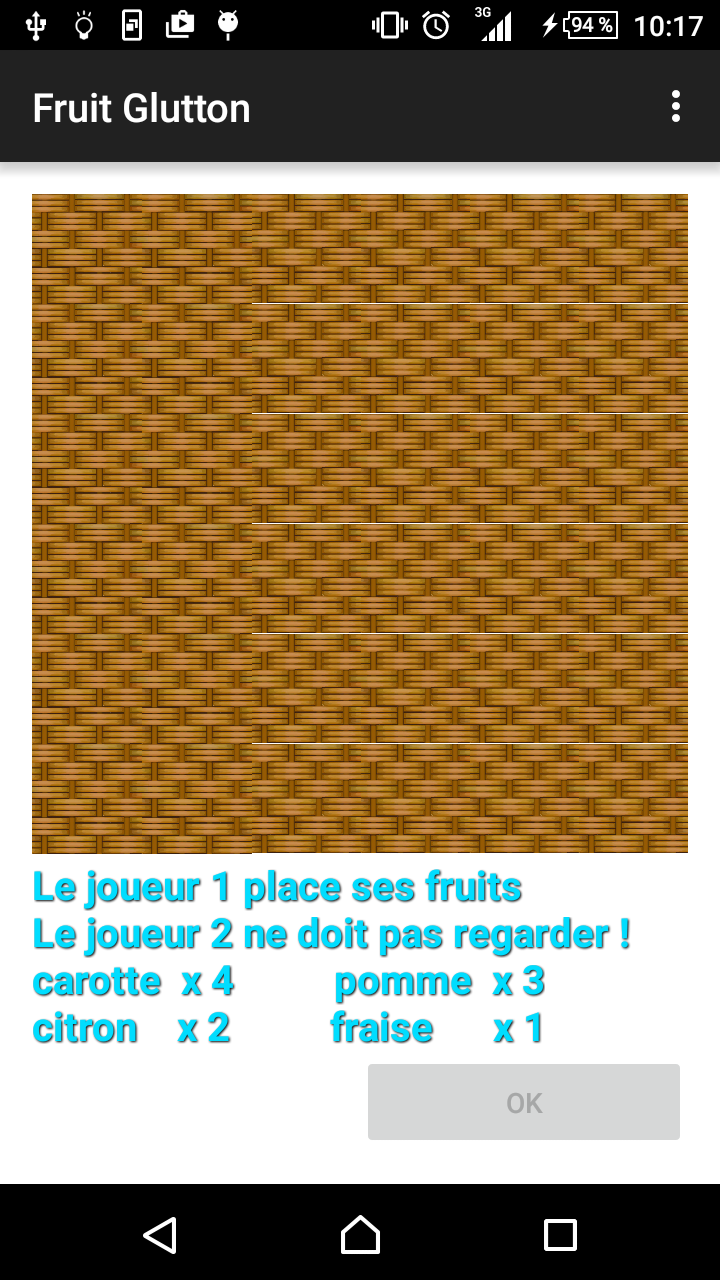 3G 94 % 10:17
Fruit Glutton
Le joueur 1 place ses fruits
Le joueur 2 ne doit pas regarder !
carotte x 4 pomme x 3
citron x 2 fraise x 1
OK